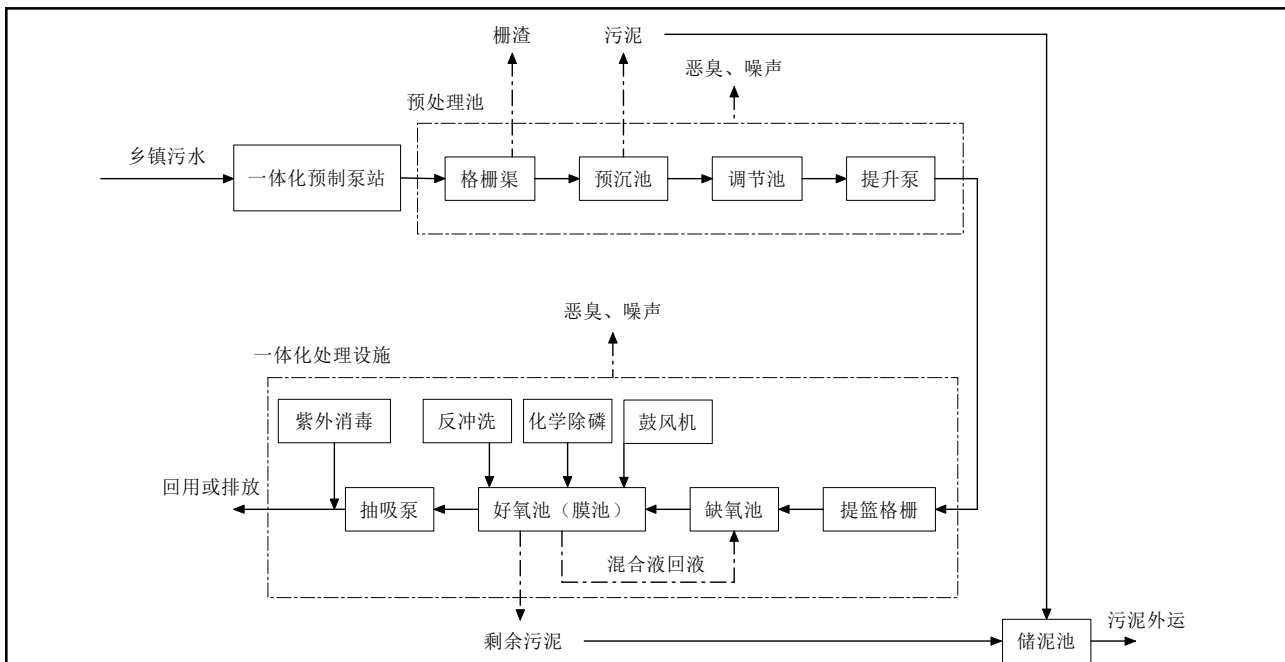 栅渣
污泥
恶臭、噪声
预处理池
乡镇污水
一体化预制泵站
格栅渠
预沉池
调节池
提升泵
恶臭、噪声
一体化处理设施
紫外消毒
反冲洗
化学除磷
鼓风机
回用或排放
抽吸泵
好氧池（膜池）
缺氧池
提篮格栅
混合液回液
剩余污泥
储泥池
污泥外运